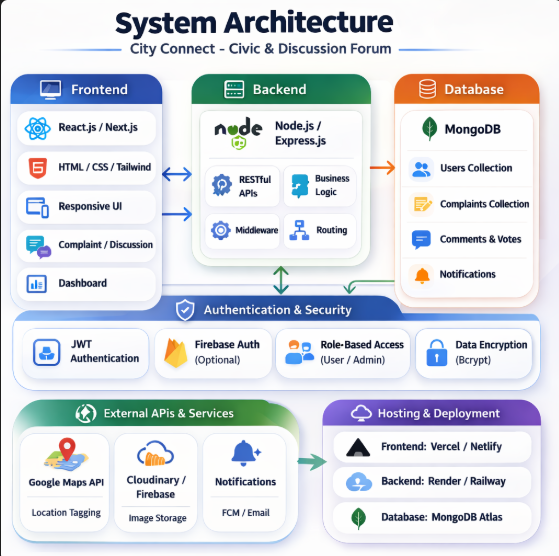 System Architecture
City Connect - Civic & Discussion Forum
Frontend
React.js / Next.js
HTML / CSS / Tailwind
Responsive UI
Complaint / Discussion
Dashboard
Backend
node
JS
Node.js /
Express.js
RESTful
APIs
Business
Logic
Middleware
Routing
Database
MongoDB
Users Collection
Complaints Collection
Comments & Votes
Notifications
Authentication & Security
JWT
Authentication
Firebase Auth
(Optional)
Role-Based Access
(User / Admin)
Data Encryption
(Bcrypt)
External APIs & Services
Google Maps API
Location Tagging
Cloudinary /
Firebase
Image Storage
Notifications
FCM / Email
Hosting & Deployment
Frontend: Vercel / Netlify
Backend: Render / Railway
Database: MongoDB Atlas